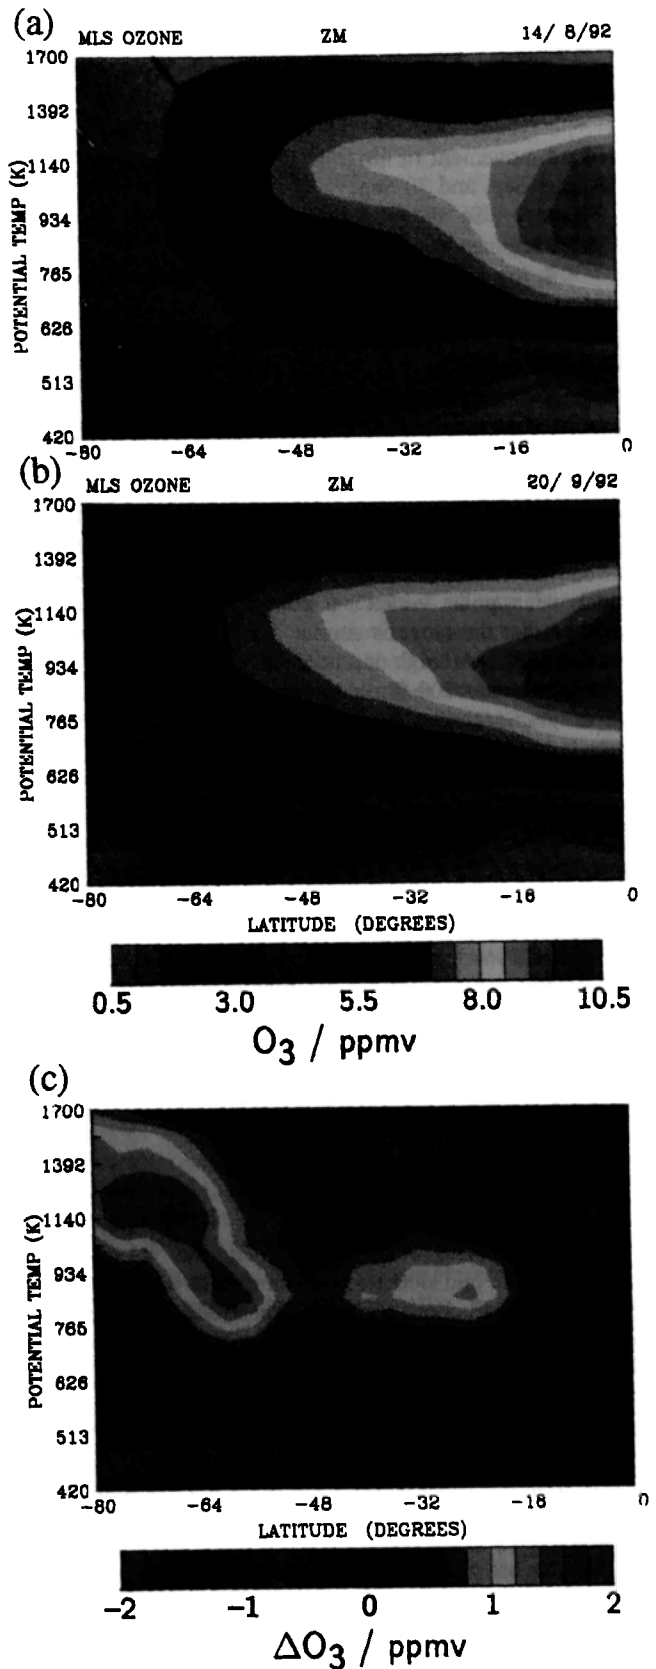 (a)
MLS OZONE ZM 14/ 8/92
1700
1392
1140
934
765
626
513
420
POTENTIAL TEMP (K)
-80 -64 -48 -32 -16 0
(b)
MLS OZONE ZM 20/ 9/92
1700
1392
1140
934
765
626
513
420
POTENTIAL TEMP (K)
-80 -64 -48 -32 -16 0
LATITUDE (DEGREES)
0.5 3.0 5.5 8.0 10.5
O3 / ppmv
(c)
1700
1392
1140
934
765
626
513
420
POTENTIAL TEMP (K)
-80 -64 -48 -32 -16 0
LATITUDE (DEGREES)
-2 -1 0 1 2
ΔO3 / ppmv